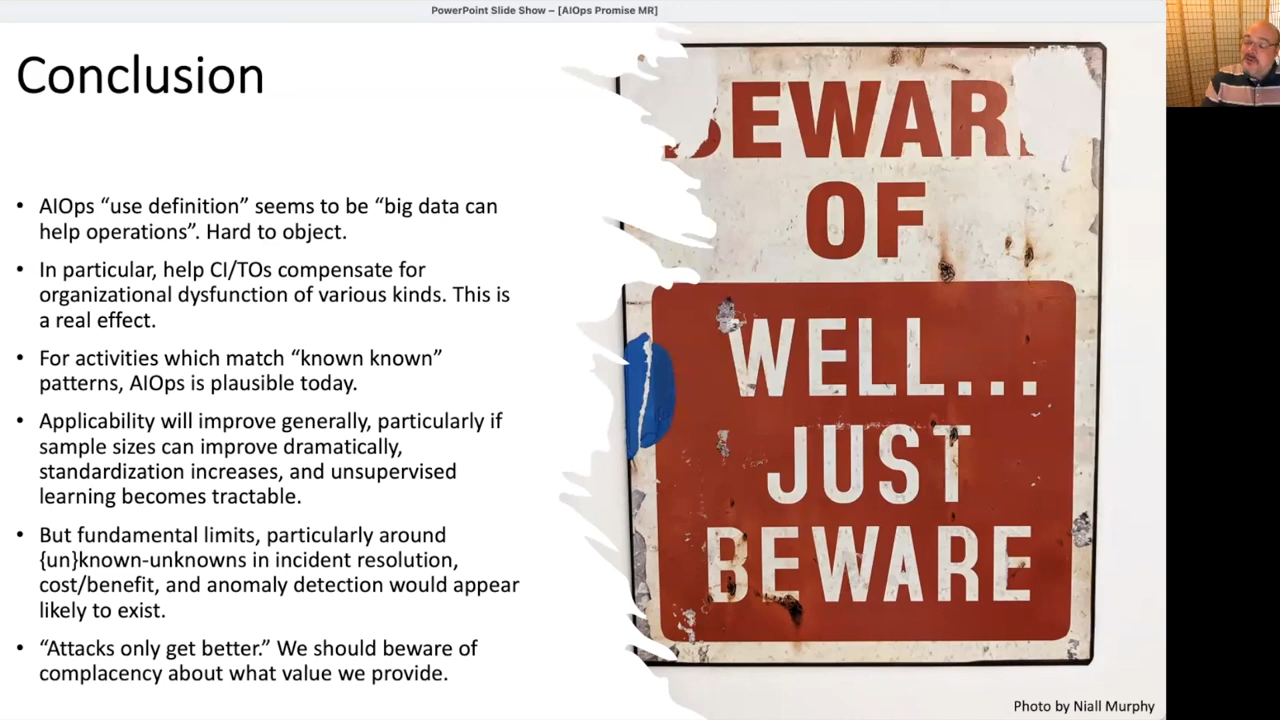 PowerPoint Slide Show – [AIOps Promise MR]
Conclusion
• AIOps “use definition” seems to be “big data can
help operations”. Hard to object.
• In particular, help CI/TOs compensate for
organizational dysfunction of various kinds. This is
a real effect.
• For activities which match “known known”
patterns, AIOps is plausible today.
• Applicability will improve generally, particularly if
sample sizes can improve dramatically,
standardization increases, and unsupervised
learning becomes tractable.
• But fundamental limits, particularly around
{un}known-unknowns in incident resolution,
cost/benefit, and anomaly detection would appear
likely to exist.
• “Attacks only get better.” We should beware of
complacency about what value we provide.
BEWARE
OF
WELL...
JUST
BEWARE
Photo by Niall Murphy